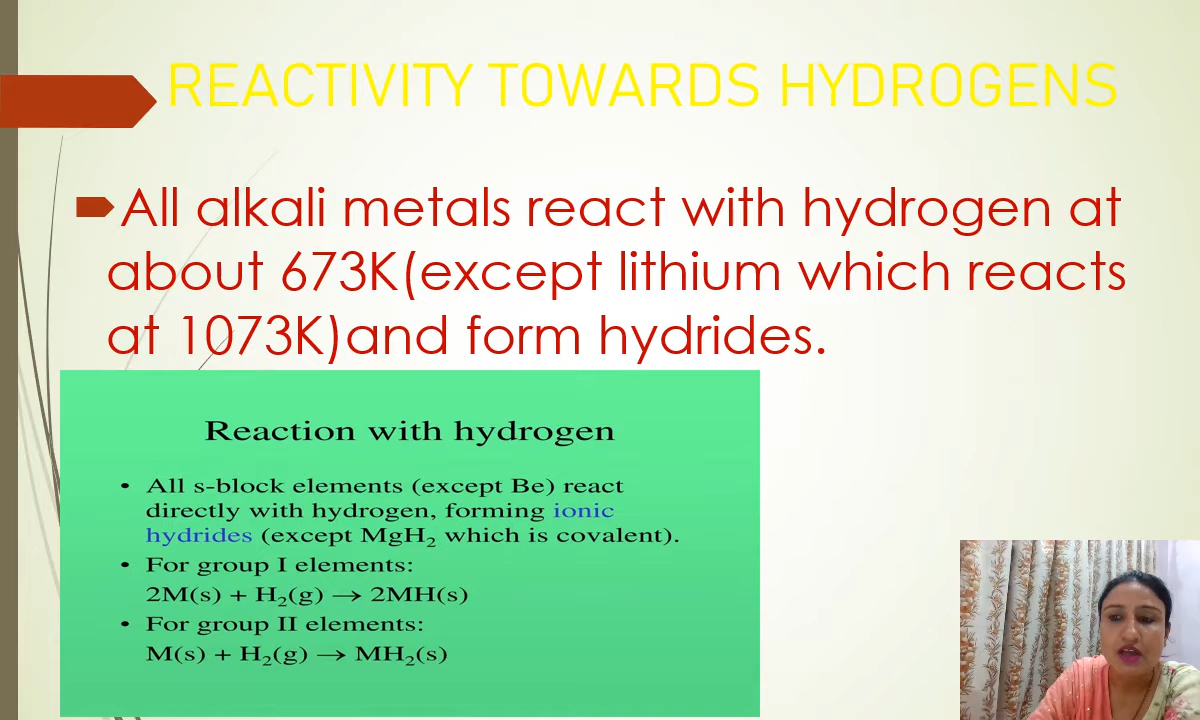 REACTIVITY TOWARDS HYDROGENS
All alkali metals react with hydrogen at
about 673K(except lithium which reacts
at 1073K)and form hydrides.
Reaction with hydrogen
• All s-block elements (except Be) react
directly with hydrogen, forming ionic
hydrides (except MgH₂ which is covalent).
• For group I elements:
2M(s) + H₂(g) → 2MH(s)
• For group II elements:
M(s) + H₂(g) → MH₂(s)